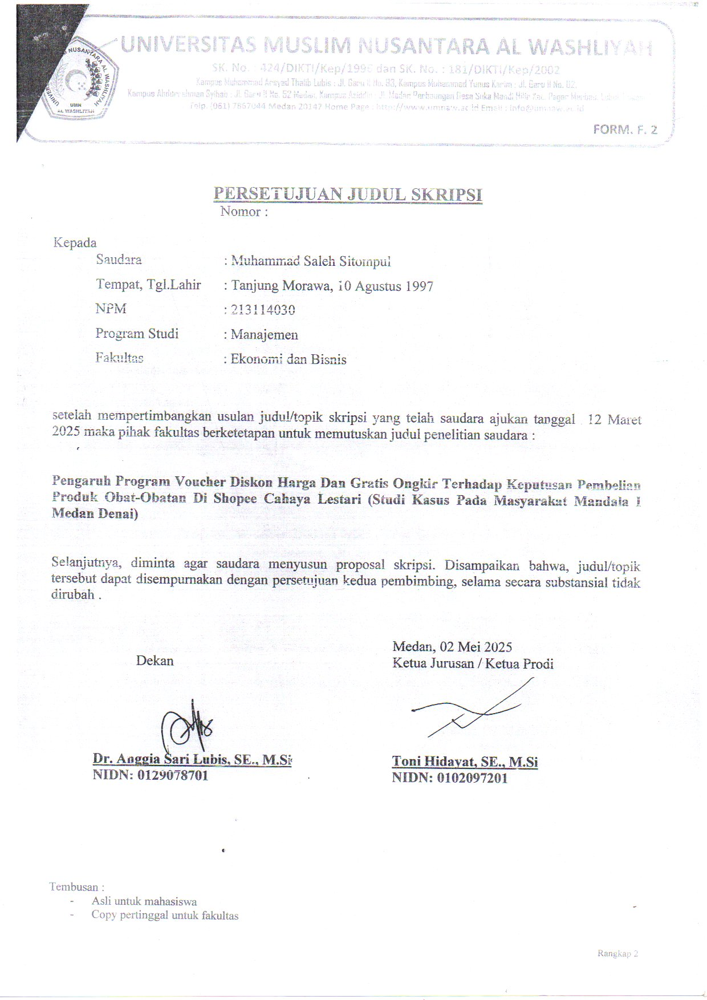 UNIVERSITAS MUSLIM NUSANTARA AL WASHLIYAH
SK. No. : 424/DIKTI/Kep/1996 dan SK. No. : 181/DIKTI/Kep/2002
Kampus Muhammad Arsyad Thalib Lubis : Jl. Garu II No. 93, Kampus Muhammad Yunus Karim : Jl. Garu II No. 02,
Kampus Abdurrahman Syihab : Jl. Garu II No. 52 Medan, Kampus Aziddin : Jl. Medan Perbaungan Desa Suka Mandi Hilir Kec. Pagar Merbau,
Telp. (061) 7867044 Medan 20147 Home Page : http://www.umnaw.ac.id Email : info@umnaw.ac.id
UMN
AL WASHLIYAH
FORM. F. 2
PERSETUJUAN JUDUL SKRIPSI
Nomor :
Kepada
Saudara : Muhammad Saleh Sitompul
Tempat, Tgl.Lahir : Tanjung Morawa, 10 Agustus 1997
NPM : 213114030
Program Studi : Manajemen
Fakultas : Ekonomi dan Bisnis
setelah mempertimbangkan usulan judul/topik skripsi yang telah saudara ajukan tanggal 12 Maret
2025 maka pihak fakultas berketetapan untuk memutuskan judul penelitian saudara :
Pengaruh Program Voucher Diskon Harga Dan Gratis Ongkir Terhadap Keputusan Pembelian
Produk Obat-Obatan Di Shopee Cahaya Lestari (Studi Kasus Pada Masyarakat Mandala I
Medan Denai)
Selanjutnya, diminta agar saudara menyusun proposal skripsi. Disampaikan bahwa, judul/topik
tersebut dapat disempurnakan dengan persetujuan kedua pembimbing, selama secara substansial tidak
dirubah .
Medan, 02 Mei 2025
Dekan
Ketua Jurusan / Ketua Prodi
Dr. Anggia Sari Lubis, SE., M.Si
Toni Hidayat, SE., M.Si
NIDN: 0129078701
NIDN: 0102097201
Tembusan :
- Asli untuk mahasiswa
- Copy pertinggal untuk fakultas
Rangkap 2